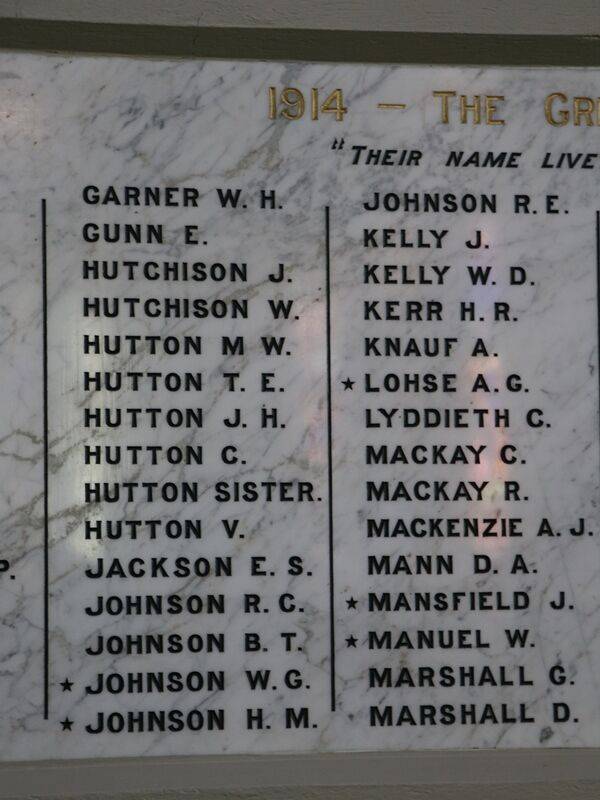 1914 — THE
"THEIR NAME LIVE
GARNER W. H.
GUNN E.
HUTCHISON J.
HUTCHISON W.
HUTTON M W.
HUTTON T. E.
HUTTON J. H.
HUTTON C.
HUTTON SISTER.
HUTTON V.
JACKSON E. S.
JOHNSON R. C.
JOHNSON B. T.
★ JOHNSON W. G.
★ JOHNSON H. M.
JOHNSON R. E.
KELLY J.
KELLY W. D.
KERR H. R.
KNAUF A.
★ LOHSE A. G.
LYDDIETH C.
MACKAY C.
MACKAY R.
MACKENZIE A. J.
MANN D. A.
★ MANSFIELD J.
★ MANUEL W.
MARSHALL G.
MARSHALL D.